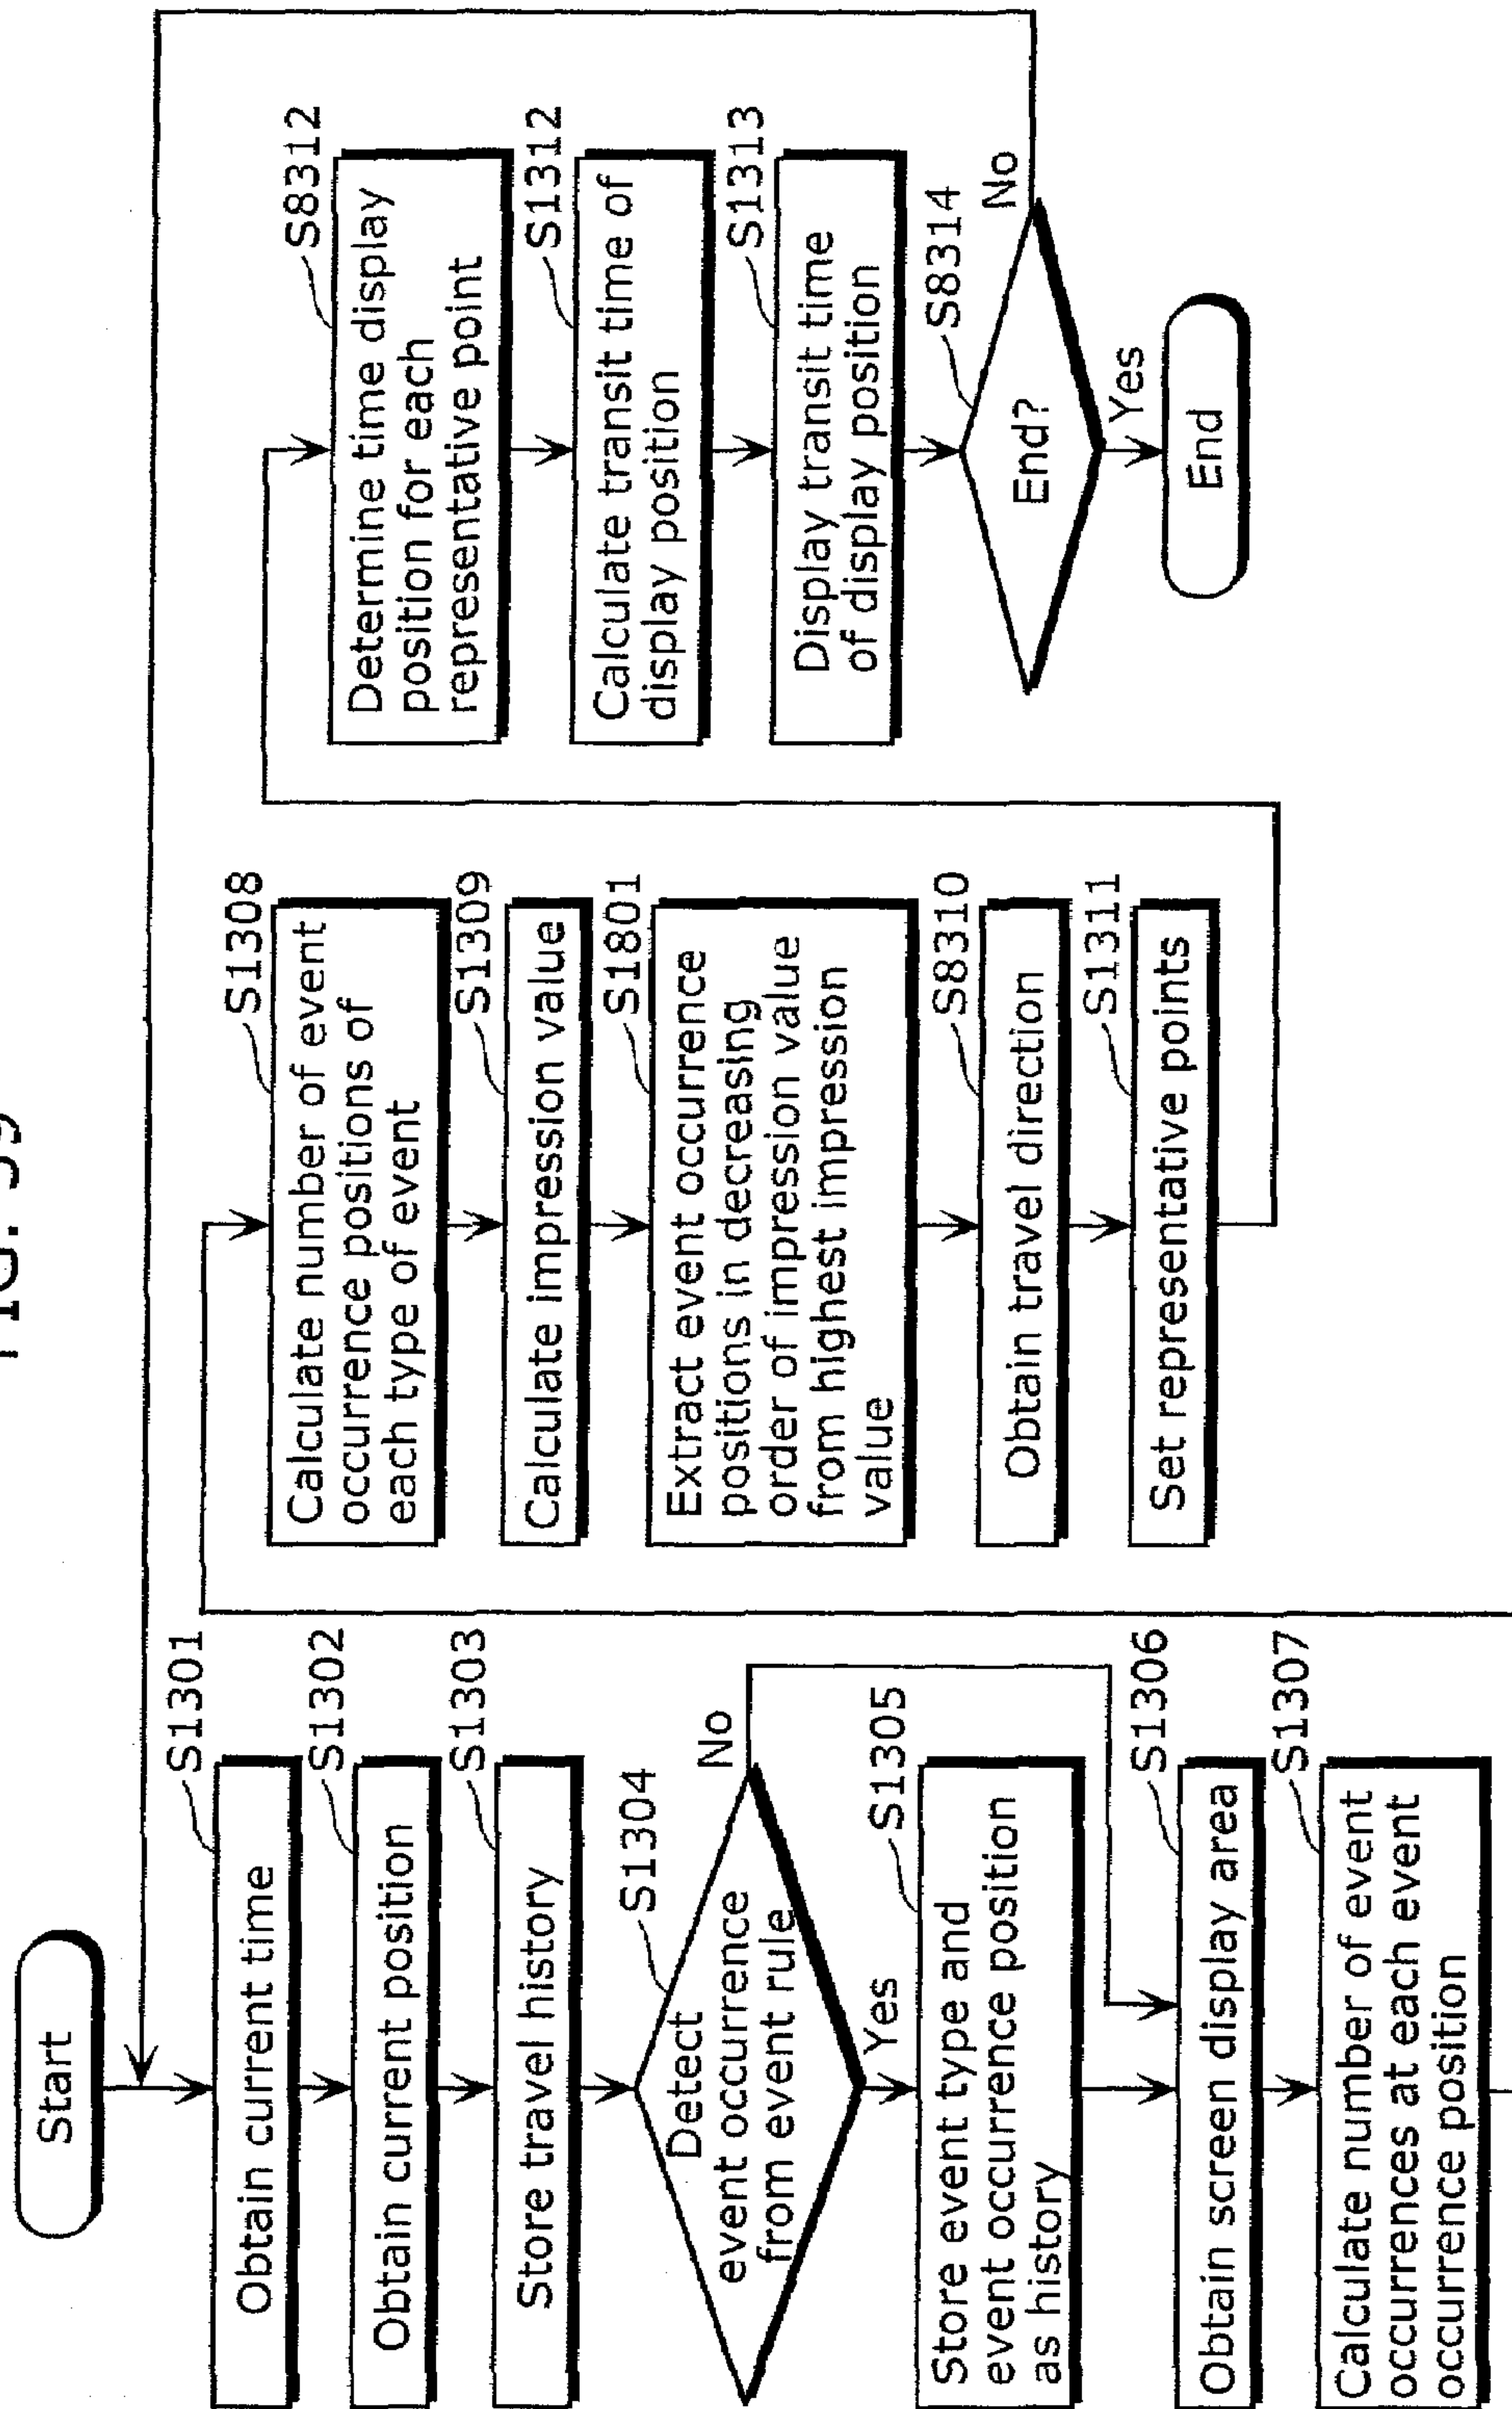 Start
S1301
Obtain current time
S1302
Obtain current position
S1303
Store travel history
S1304
Detect
event occurrence
from event rule
No
Yes
S1305
Store event type and
event occurrence position
as history
S1306
Obtain screen display area
S1307
Calculate number of event
occurrences at each event
occurrence position
S1308
Calculate number of event
occurrence positions of
each type of event
S1309
Calculate impression value
S1801
Extract event occurrence
positions in decreasing
order of impression value
from highest impression
value
S8310
Obtain travel direction
S1311
Set representative points
S8312
Determine time display
position for each
representative point
S1312
Calculate transit time of
display position
S1313
Display transit time
of display position
S8314
End?
No
Yes
End